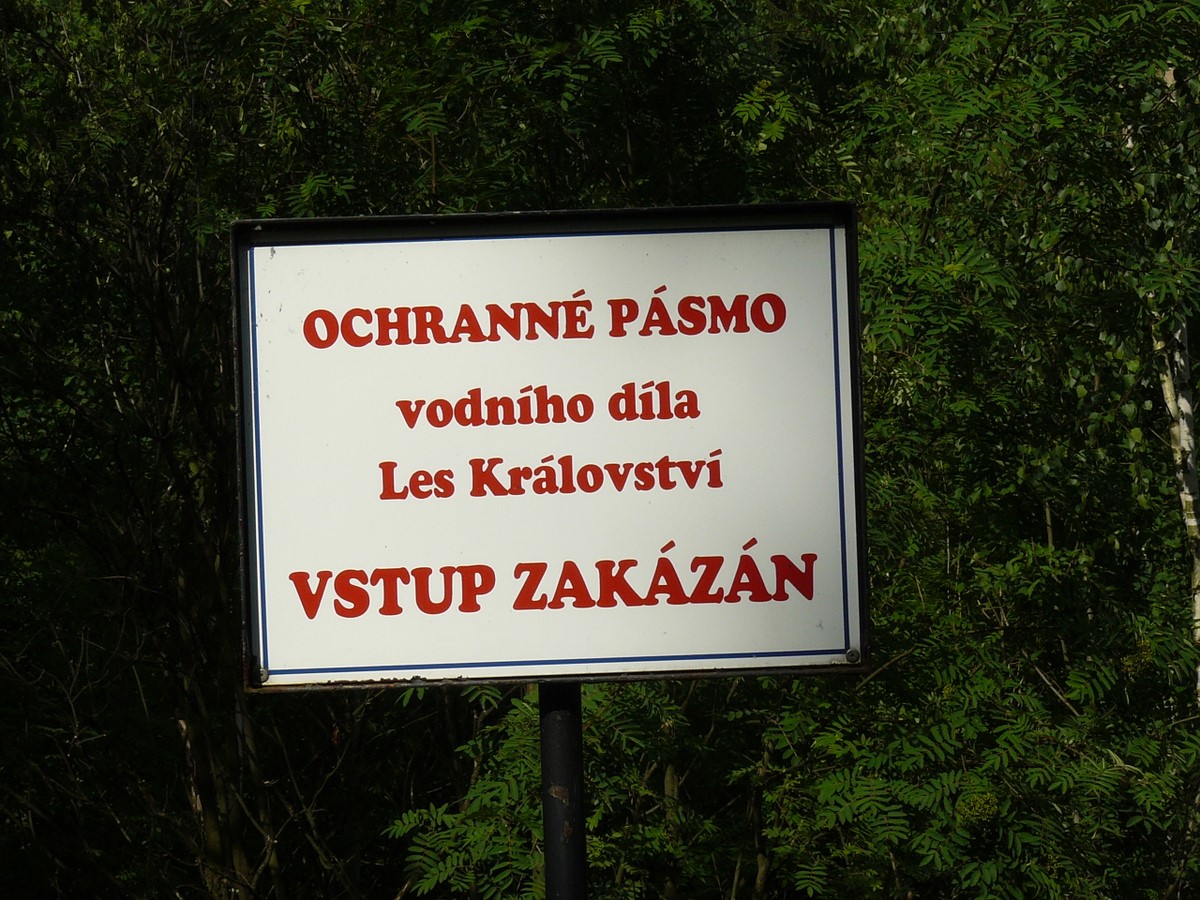 OCHRANNÉ PÁSMO
vodního díla
Les Království
VSTUP ZAKÁZÁN